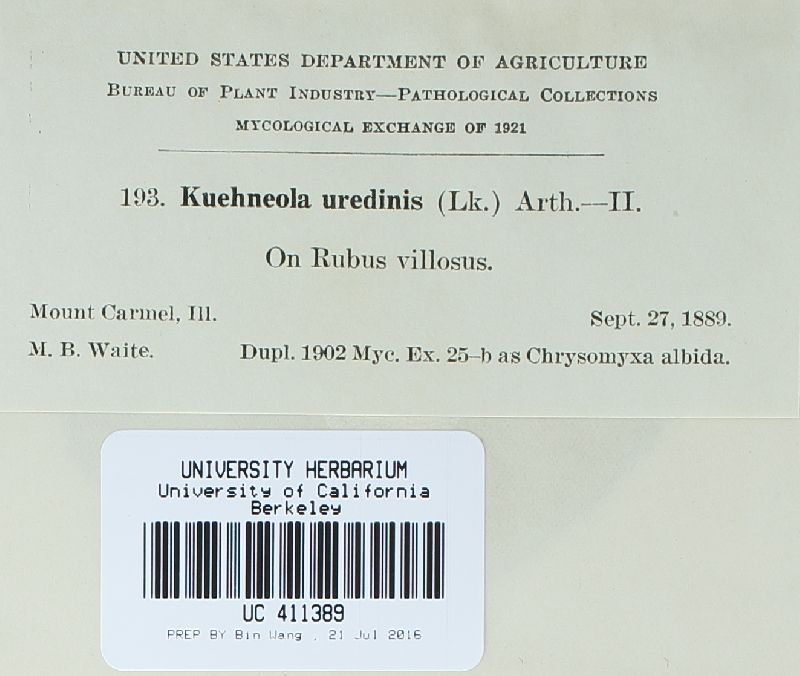 UNITED STATES DEPARTMENT OF AGRICULTURE
BUREAU OF PLANT INDUSTRY—PATHOLOGICAL COLLECTIONS
MYCOLOGICAL EXCHANGE OF 1921
193. Kuehneola uredinis (Lk.) Arth.—II.
On Rubus villosus.
Mount Carmel, Ill. Sept. 27, 1889.
M. B. Waite. Dupl. 1902 Myc. Ex. 25-b as Chrysomyxa albida.
UNIVERSITY HERBARIUM
University of California
Berkeley
UC 411389
PREP BY Bin Wang , 21 Jul 2016